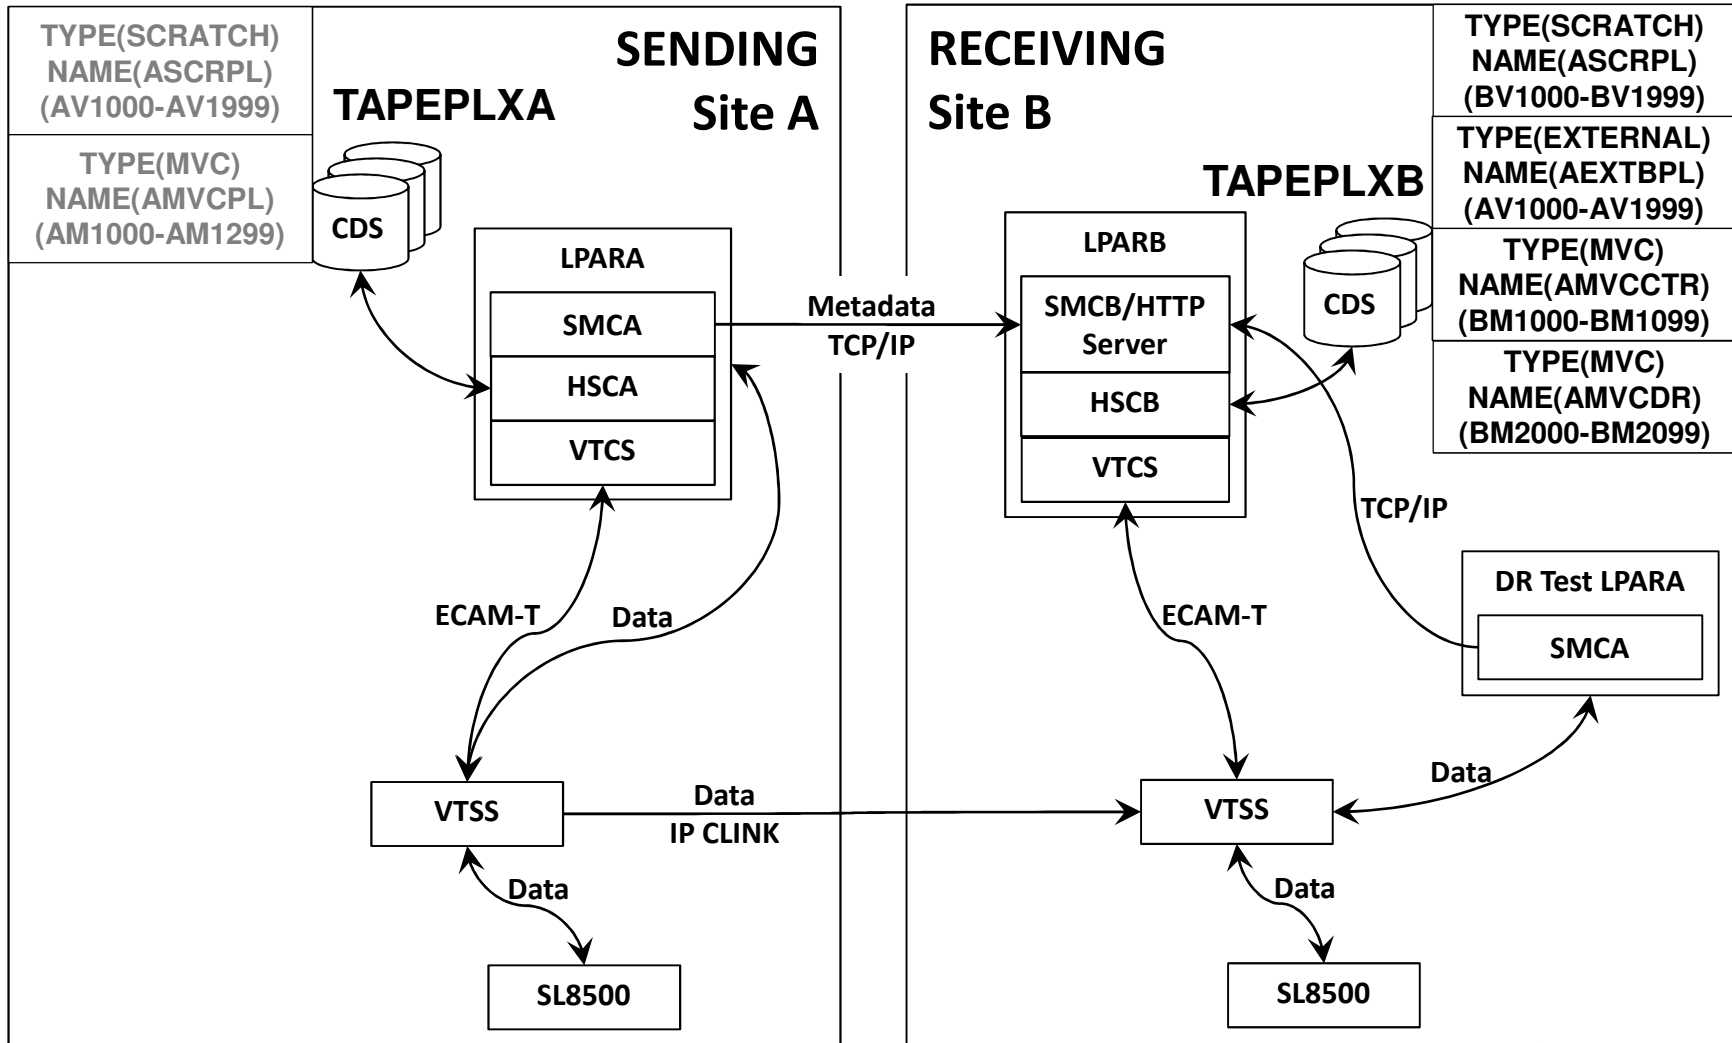 TYPE(SCRATCH)
NAME(ASCRPL)
(AV1000-AV1999)
TYPE(MVC)
NAME(AMVCPL)
(AM1000-AM1299)
SENDING
Site A
TAPEPLXA
CDS
LPARA
SMCA
HSCA
VTCS
ECAM-T
Data
VTSS
Data
SL8500
Metadata
TCP/IP
Data
IP CLINK
RECEIVING
Site B
TAPEPLXB
TYPE(SCRATCH)
NAME(ASCRPL)
(BV1000-BV1999)
TYPE(EXTERNAL)
NAME(AEXTBPL)
(AV1000-AV1999)
TYPE(MVC)
NAME(AMVCCTR)
(BM1000-BM1099)
TYPE(MVC)
NAME(AMVCDR)
(BM2000-BM2099)
CDS
LPARB
SMCB/HTTP
Server
HSCB
VTCS
TCP/IP
ECAM-T
DR Test LPARA
SMCA
Data
VTSS
Data
SL8500